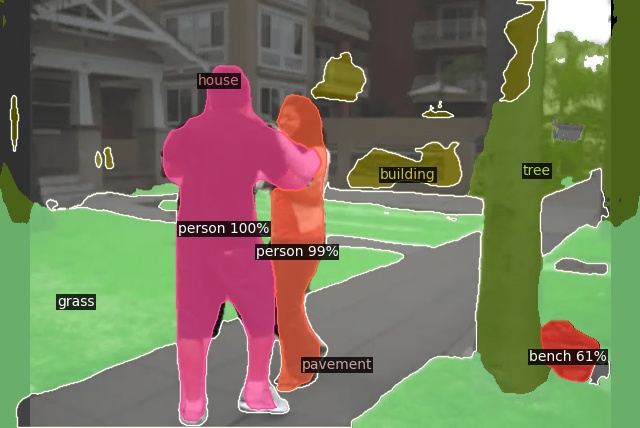 house
building
tree
person 100%
person 99%
grass
bench 61%
pavement